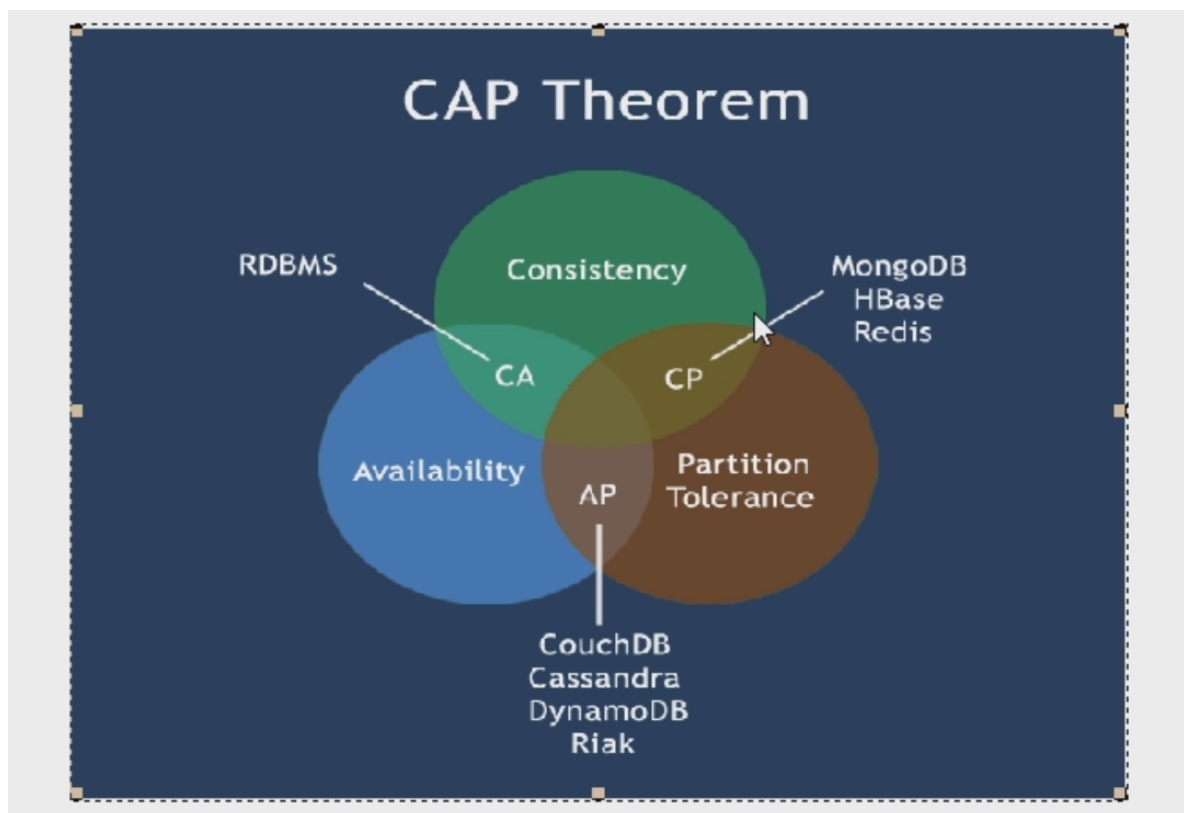 CAP Theorem
RDBMS
Consistency
MongoDB
HBase
Redis
CA
CP
Availability
Partition
Tolerance
AP
CouchDB
Cassandra
DynamoDB
Riak